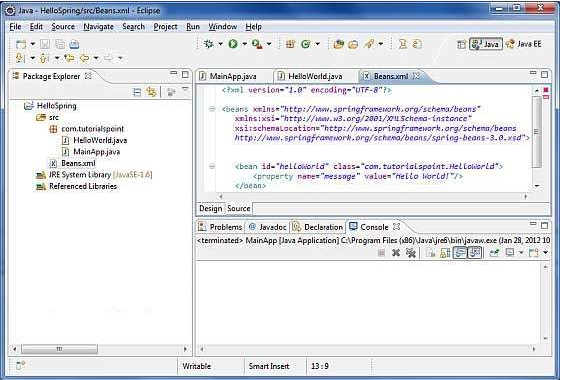 Java - HelloSpring/src/Beans.xml - Eclipse
File Edit Source Navigate Search Project Run Window Help
Java Java EE
Package Explorer
HelloSpring
src
com.tutorialspoint
HelloWorld.java
MainApp.java
Beans.xml
JRE System Library [JavaSE-1.6]
Referenced Libraries
MainApp.java HelloWorld.java Beans.xml
<?xml version="1.0" encoding="UTF-8"?>
<beans xmlns="http://www.springframework.org/schema/beans"
xmlns:xsi="http://www.w3.org/2001/XMLSchema-instance"
xsi:schemaLocation="http://www.springframework.org/schema/beans
http://www.springframework.org/schema/beans/spring-beans-3.0.xsd">
<bean id="helloWorld" class="com.tutorialspoint.HelloWorld">
<property name="message" value="Hello World!"/>
</bean>
Design Source
Problems @ Javadoc Declaration Console
<terminated> MainApp [Java Application] C:\Program Files (x86)\Java\jre6\bin\javaw.exe (Jan 28, 2012 10
Writable Smart Insert 13 : 9